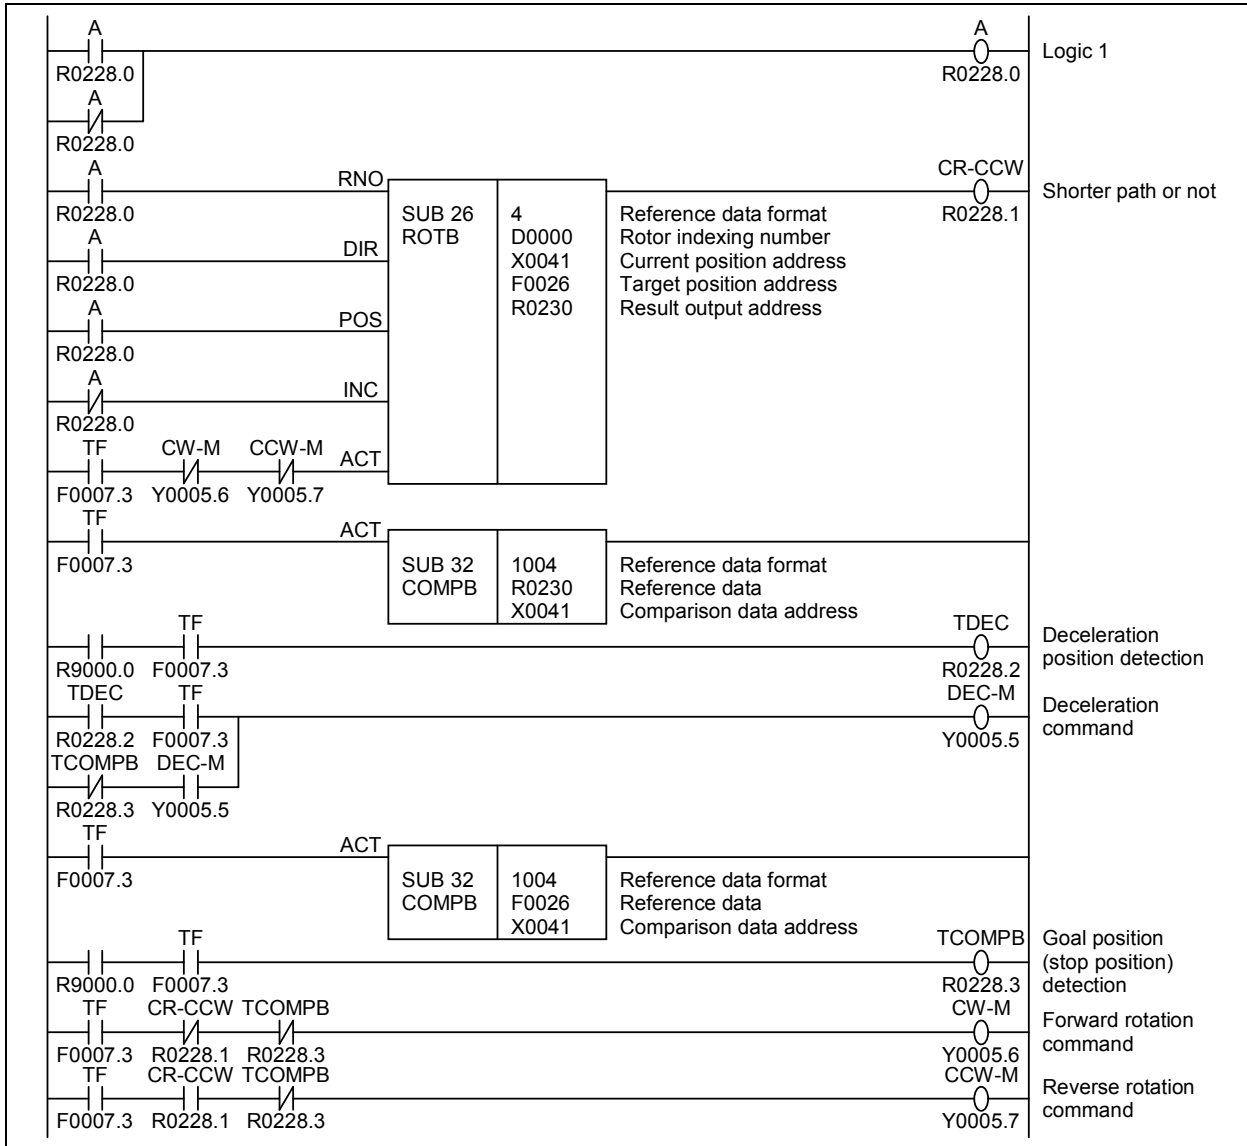 A A
R0228.0 R0228.0 Logic 1
A
R0228.0
A RNO CR-CCW
R0228.0 SUB 26 4 Reference data format R0228.1 Shorter path or not
ROTB D0000 Rotor indexing number
A DIR X0041 Current position address
R0228.0 F0026 Target position address
A POS R0230 Result output address
R0228.0
A INC
R0228.0
TF CW-M CCW-M ACT
F0007.3 Y0005.6 Y0005.7
TF ACT
F0007.3 SUB 32 1004 Reference data format
COMPB R0230 Reference data
X0041 Comparison data address
TF TDEC Deceleration
R9000.0 F0007.3 R0228.2 position detection
TDEC TF DEC-M Deceleration
R0228.2 F0007.3 Y0005.5 command
TCOMPB DEC-M
R0228.3 Y0005.5
TF ACT
F0007.3 SUB 32 1004 Reference data format
COMPB F0026 Reference data
X0041 Comparison data address
TF TCOMPB Goal position
(stop position)
R9000.0 F0007.3 R0228.3 detection
TF CR-CCW TCOMPB CW-M Forward rotation
F0007.3 R0228.1 R0228.3 Y0005.6 command
TF CR-CCW TCOMPB CCW-M Reverse rotation
F0007.3 R0228.1 R0228.3 Y0005.7 command